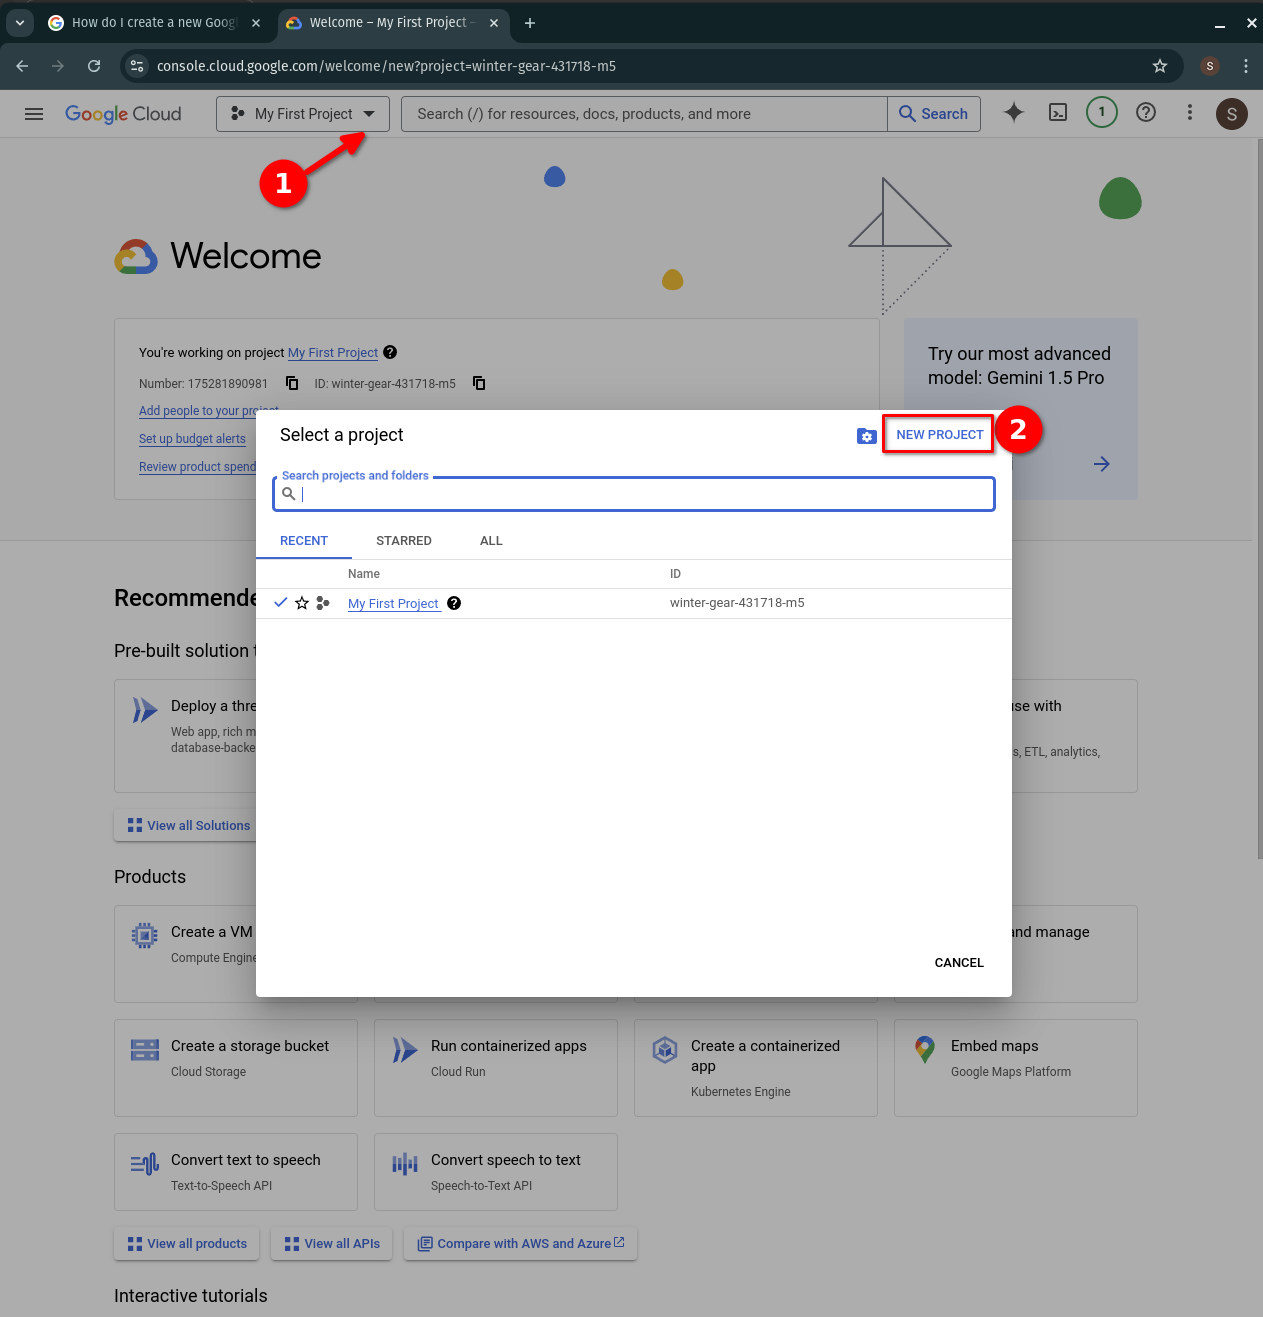 How do I create a new Googl
Welcome – My First Project –
console.cloud.google.com/welcome/new?project=winter-gear-431718-m5
S
Google Cloud
My First Project
Search (/) for resources, docs, products, and more
Search
1
S
1
Welcome
You're working on project My First Project
Number: 175281890981
ID: winter-gear-431718-m5
Add people to your project
Set up budget alerts
Review product spend
Try our most advanced
model: Gemini 1.5 Pro
Select a project
NEW PROJECT
2
Search projects and folders
RECENT
STARRED
ALL
Name
ID
My First Project
winter-gear-431718-m5
CANCEL
Recommende
Pre-built solution t
Deploy a thre
Web app, rich m
database-backe
use with
s, ETL, analytics,
View all Solutions
Products
Create a VM
Compute Engine
and manage
Create a storage bucket
Cloud Storage
Run containerized apps
Cloud Run
Create a containerized
app
Kubernetes Engine
Embed maps
Google Maps Platform
Convert text to speech
Text-to-Speech API
Convert speech to text
Speech-to-Text API
View all products
View all APIs
Compare with AWS and Azure
Interactive tutorials